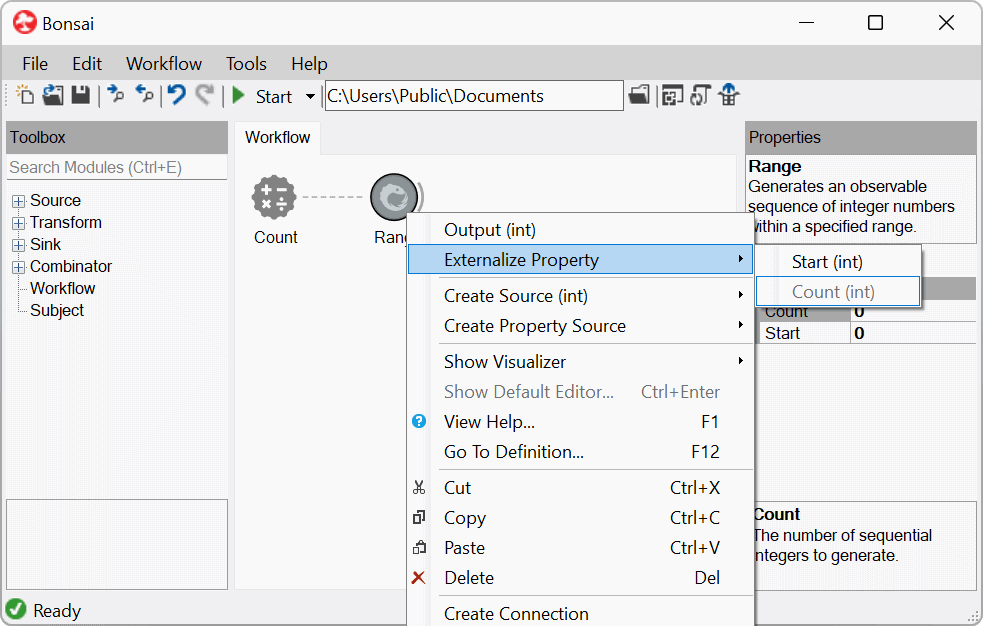 Bonsai
File Edit Workflow Tools Help
Start C:\Users\Public\Documents
Toolbox
Search Modules (Ctrl+E)
Source
Transform
Sink
Combinator
Workflow
Subject
Workflow
Count
Rang
Output (int)
Externalize Property
Create Source (int)
Create Property Source
Show Visualizer
Show Default Editor... Ctrl+Enter
View Help... F1
Go To Definition... F12
Cut Ctrl+X
Copy Ctrl+C
Paste Ctrl+V
Delete Del
Create Connection
Start (int)
Count (int)
Properties
Range
Generates an observable
sequence of integer numbers
within a specified range.
Count 0
Start 0
Count
The number of sequential
integers to generate.
Ready